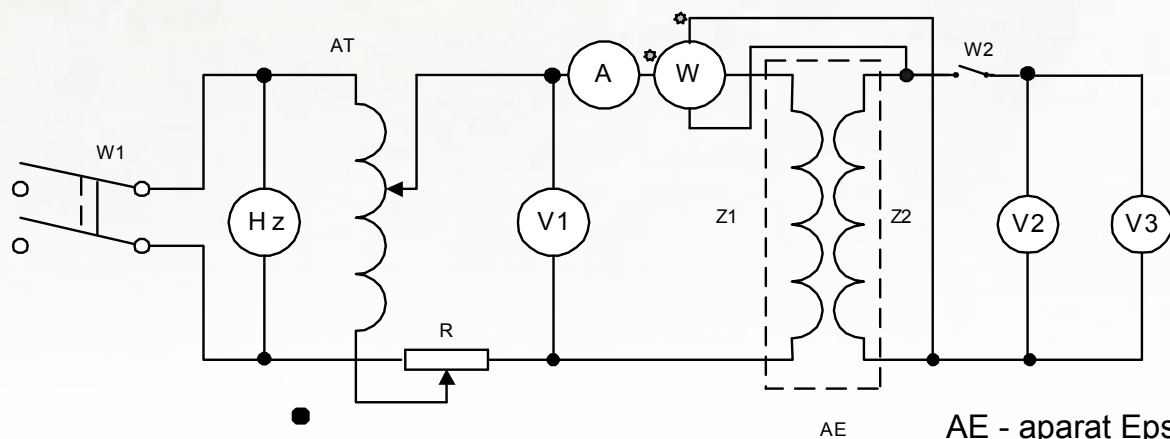 AT
W1
Hz
V1
A
W
W2
Z1
Z2
V2
V3
R
AE
AE - aparat Eps